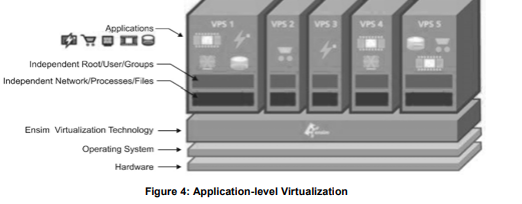 VPS 1
VPS 2
VPS 3
VPS 4
VPS 5
Applications
Independent Root/User/Groups
Independent Network/Processes/Files
Ensim Virtualization Technology
Operating System
Hardware
Figure 4: Application-level Virtualization